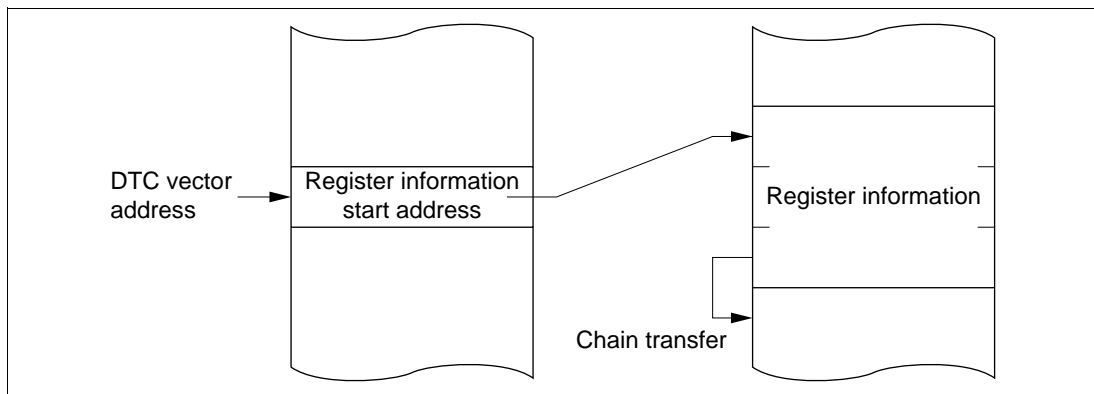 DTC vector
address
Register information
start address
Register information
Chain transfer